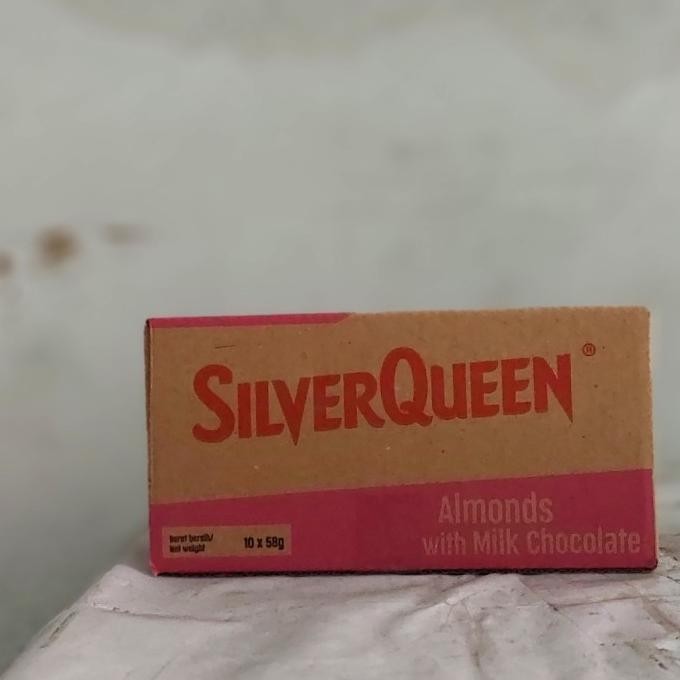 SILVERQUEEN®
Almonds
with Milk Chocolate
berat bersih/
net weight
10 x 58g